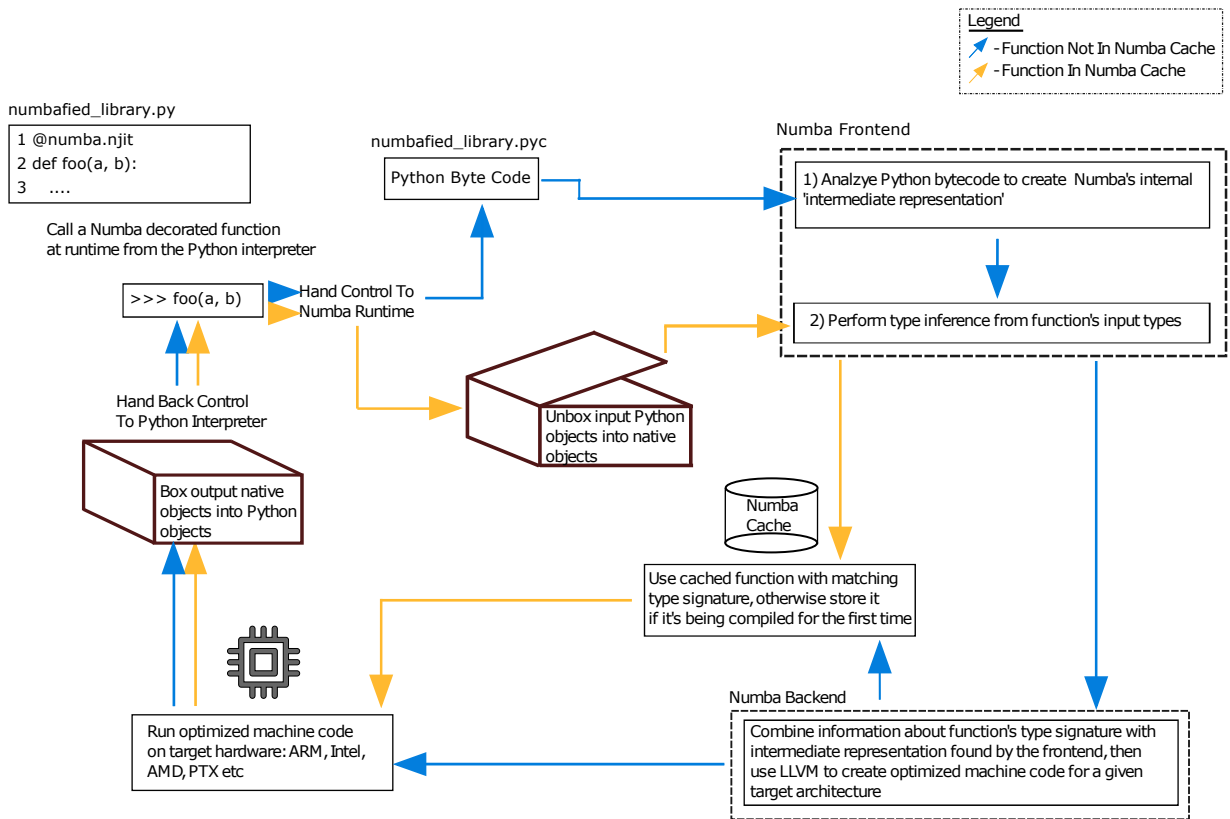 Legend
- Function Not In Numba Cache
- Function In Numba Cache
numbafied_library.py
1 @numba.njit
2 def foo(a, b):
3 ....
Call a Numba decorated function
at runtime from the Python interpreter
>>> foo(a, b)
Hand Control To
Numba Runtime
numbafied_library.pyc
Python Byte Code
Numba Frontend
1) Analzye Python bytecode to create Numba's internal
'intermediate representation'
2) Perform type inference from function's input types
Unbox input Python
objects into native
objects
Hand Back Control
To Python Interpreter
Box output native
objects into Python
objects
Numba
Cache
Use cached function with matching
type signature, otherwise store it
if it's being compiled for the first time
Numba Backend
Combine information about function's type signature with
intermediate representation found by the frontend, then
use LLVM to create optimized machine code for a given
target architecture
Run optimized machine code
on target hardware: ARM, Intel,
AMD, PTX etc